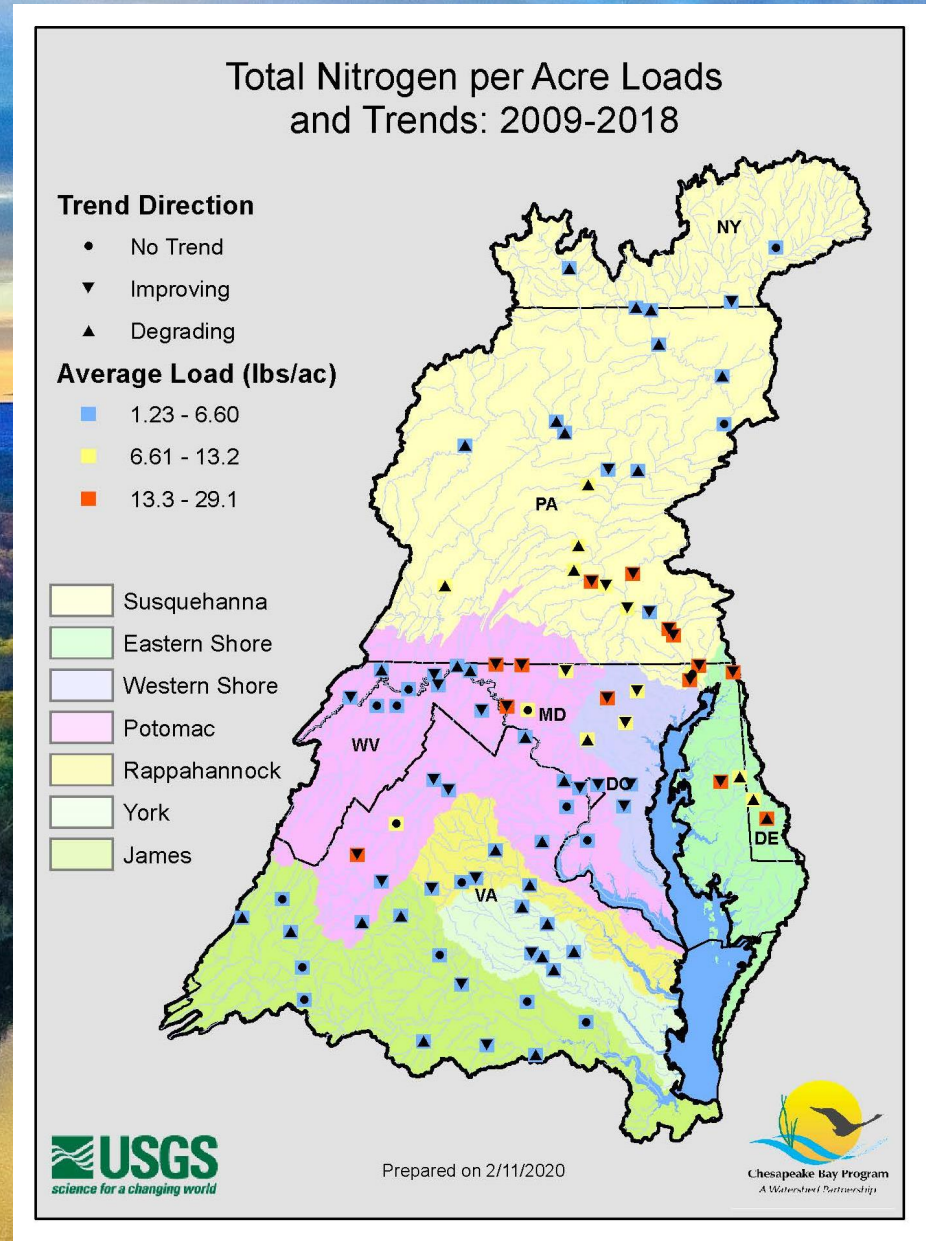 Total Nitrogen per Acre Loads
and Trends: 2009-2018
Trend Direction
No Trend
Improving
Degrading
Average Load (lbs/ac)
1.23 - 6.60
6.61 - 13.2
13.3 - 29.1
Susquehanna
Eastern Shore
Western Shore
Potomac
Rappahannock
York
James
NY
PA
MD
WV
DC
DE
VA
USGS
science for a changing world
Prepared on 2/11/2020
Chesapeake Bay Program
A Watershed Partnership